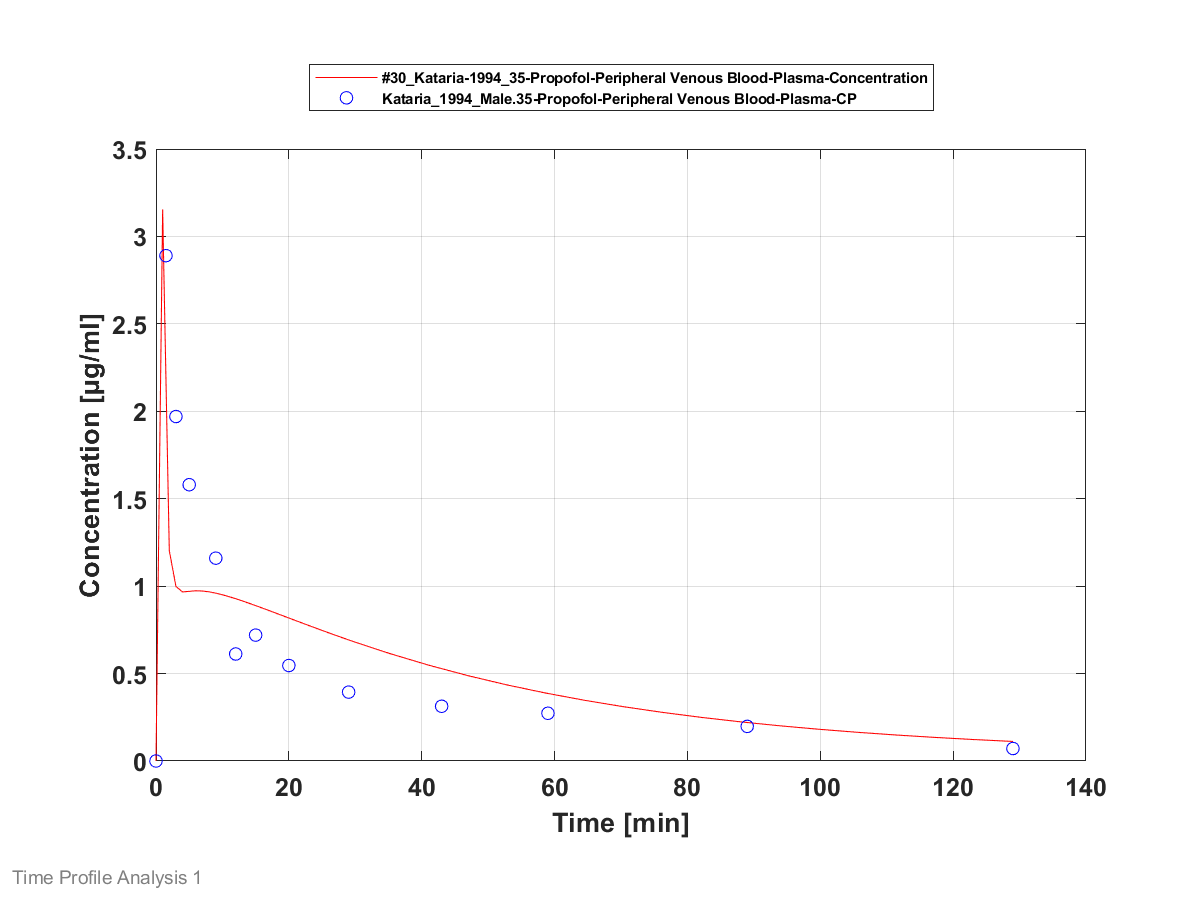 #30_Kataria-1994_35-Propofol-Peripheral Venous Blood-Plasma-Concentration
Kataria_1994_Male.35-Propofol-Peripheral Venous Blood-Plasma-CP
3.5
3
2.5
2
1.5
1
0.5
0
Concentration [µg/ml]
0 20 40 60 80 100 120 140
Time [min]
Time Profile Analysis 1